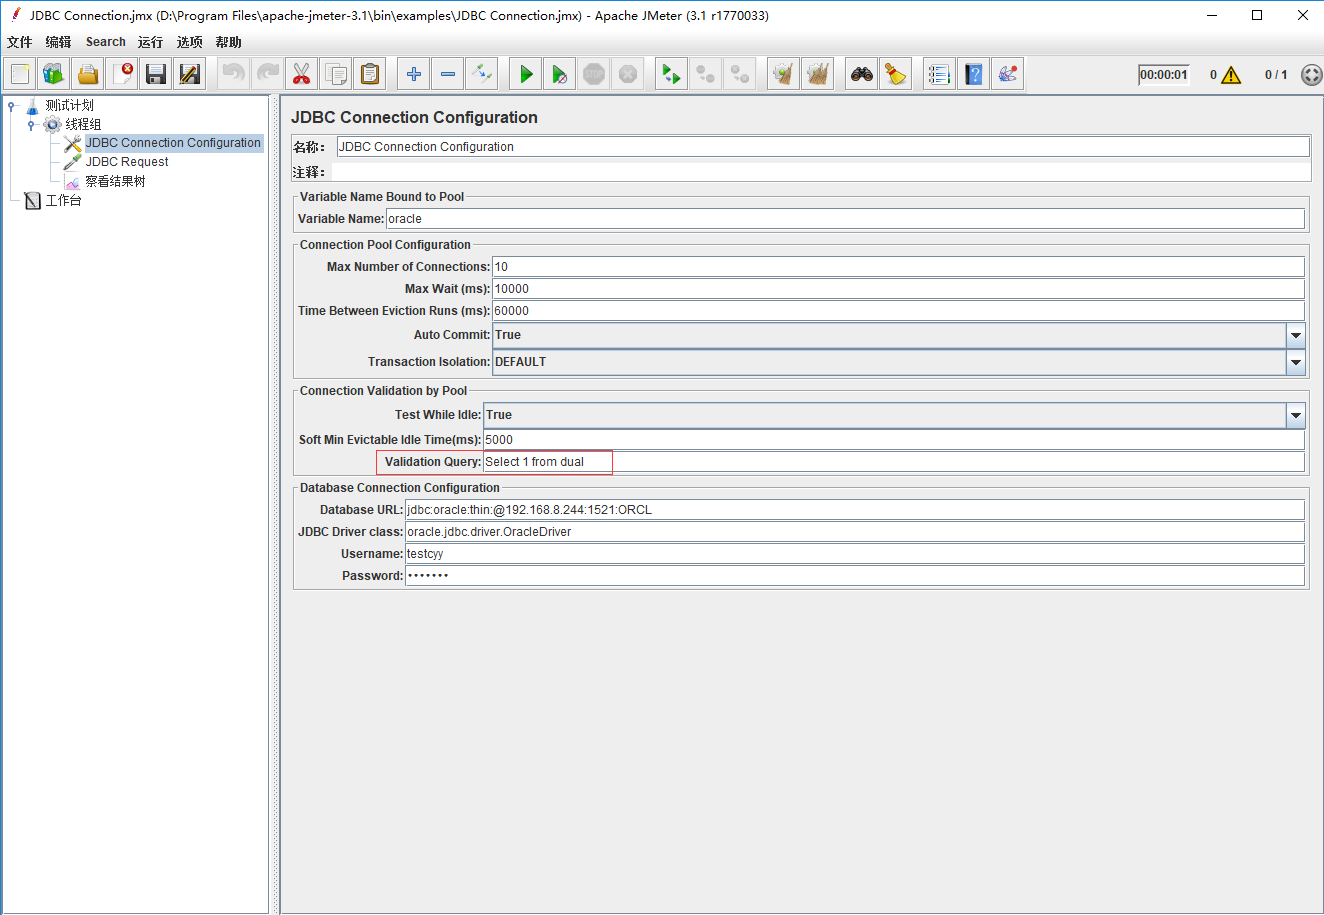 JDBC Connection.jmx (D:\Program Files\apache-jmeter-3.1\bin\examples\JDBC Connection.jmx) - Apache JMeter (3.1 r1770033)
文件 编辑 Search 运行 选项 帮助
STOP
00:00:01 0 0 / 1
测试计划
线程组
JDBC Connection Configuration
JDBC Request
察看结果树
工作台
JDBC Connection Configuration
名称： JDBC Connection Configuration
注释：
Variable Name Bound to Pool
Variable Name: oracle
Connection Pool Configuration
Max Number of Connections: 10
Max Wait (ms): 10000
Time Between Eviction Runs (ms): 60000
Auto Commit: True
Transaction Isolation: DEFAULT
Connection Validation by Pool
Test While Idle: True
Soft Min Evictable Idle Time(ms): 5000
Validation Query: Select 1 from dual
Database Connection Configuration
Database URL: jdbc:oracle:thin:@192.168.8.244:1521:ORCL
JDBC Driver class: oracle.jdbc.driver.OracleDriver
Username: testcyy
Password: •••••••